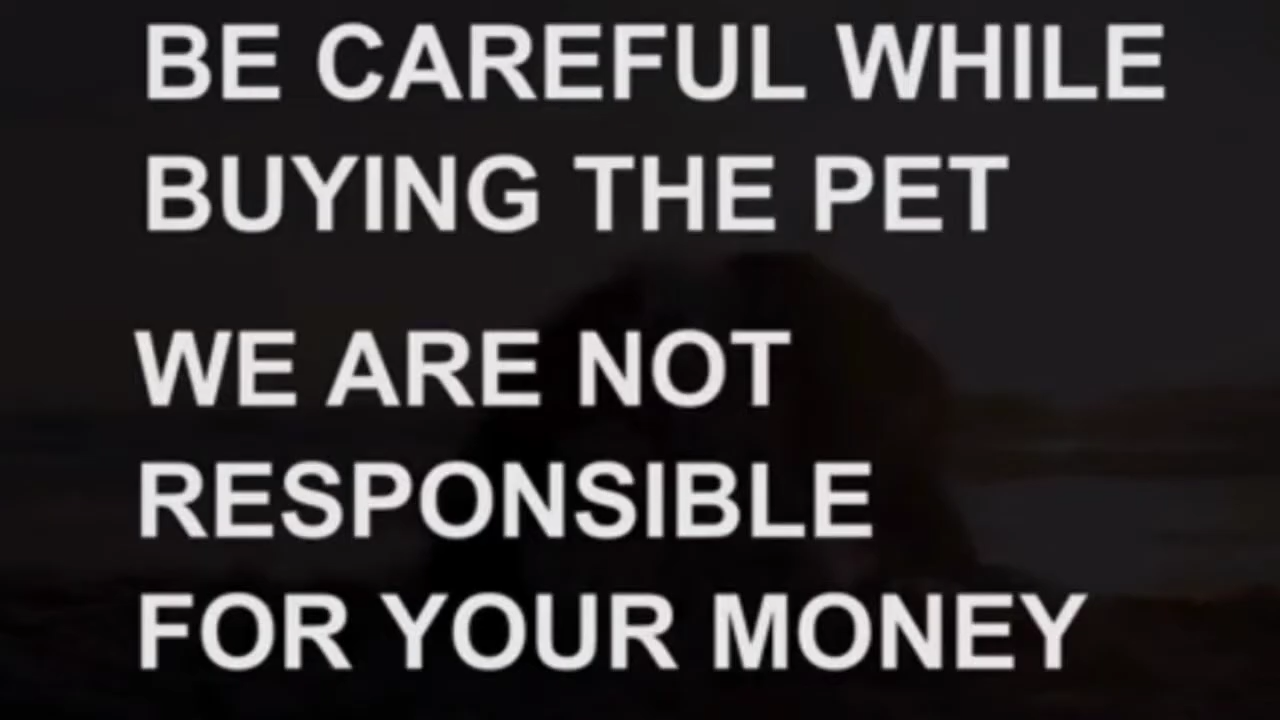 BE CAREFUL WHILE
BUYING THE PET
WE ARE NOT
RESPONSIBLE
FOR YOUR MONEY